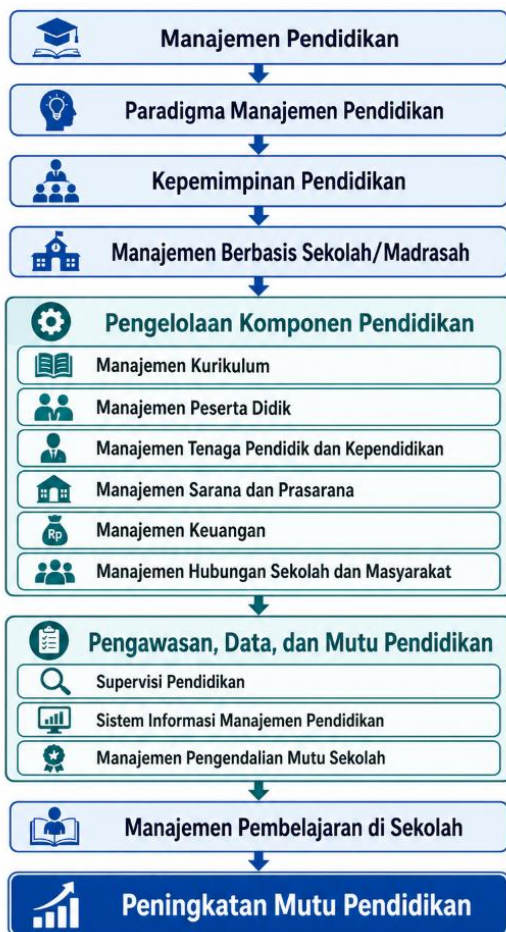 Manajemen Pendidikan
Paradigma Manajemen Pendidikan
Kepemimpinan Pendidikan
Manajemen Berbasis Sekolah/Madrasah
Pengelolaan Komponen Pendidikan
Manajemen Kurikulum
Manajemen Peserta Didik
Manajemen Tenaga Pendidik dan Kependidikan
Manajemen Sarana dan Prasarana
Rp
Manajemen Keuangan
Manajemen Hubungan Sekolah dan Masyarakat
Pengawasan, Data, dan Mutu Pendidikan
Supervisi Pendidikan
Sistem Informasi Manajemen Pendidikan
Manajemen Pengendalian Mutu Sekolah
Manajemen Pembelajaran di Sekolah
Peningkatan Mutu Pendidikan